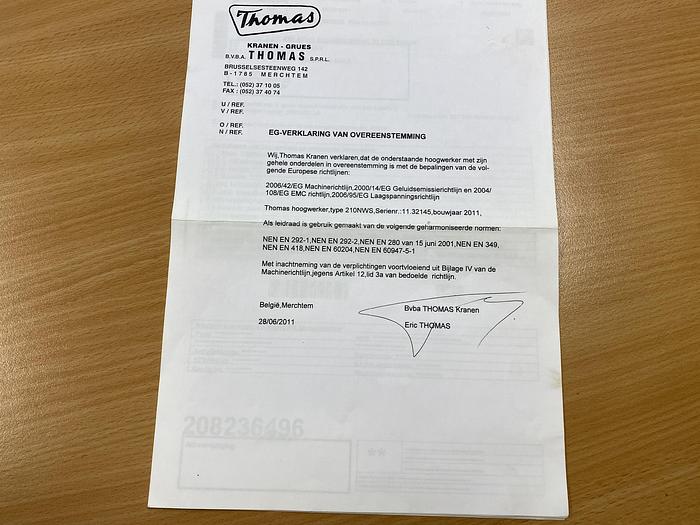 Thomas
KRANEN - GRUES
B.V.B.A. THOMAS S.P.R.L.
BRUSSELSESTEENWEG 142
B-1785 MERCHTEM
TEL.: (052) 37 10 05
FAX : (052) 37 40 74
U / REF.
V / REF.
O / REF.
N / REF.
EG-VERKLARING VAN OVEREENSTEMMING
Wij,Thomas Kranen verklaren,dat de onderstaande hoogwerker met zijn
gehele onderdelen in overeenstemming is met de bepalingen van de vol-
gende Europese richtlijnen:
2006/42/EG Machinerichtlijn,2000/14/EG Geluidsemissierichtlijn en 2004/
108/EG EMC richtlijn,2006/95/EG Laagspanningsrichtlijn
Thomas hoogwerker,type 210NWS,Serienr.:11.32145,bouwjaar 2011,
Als leidraad is gebruik gemaakt van de volgende geharmoniseerde normen:
NEN EN 292-1,NEN EN 292-2,NEN EN 280 van 15 juni 2001,NEN EN 349,
NEN EN 418,NEN EN 60204,NEN EN 60947-5-1
Met inachtneming van de verplichtingen voortvloeiend uit Bijlage IV van de
Machinerichtlijn,jegens Artikel 12,lid 3a van bedoelde richtlijn.
België,Merchtem
Bvba THOMAS Kranen
28/06/2011
Eric THOMAS
208236496